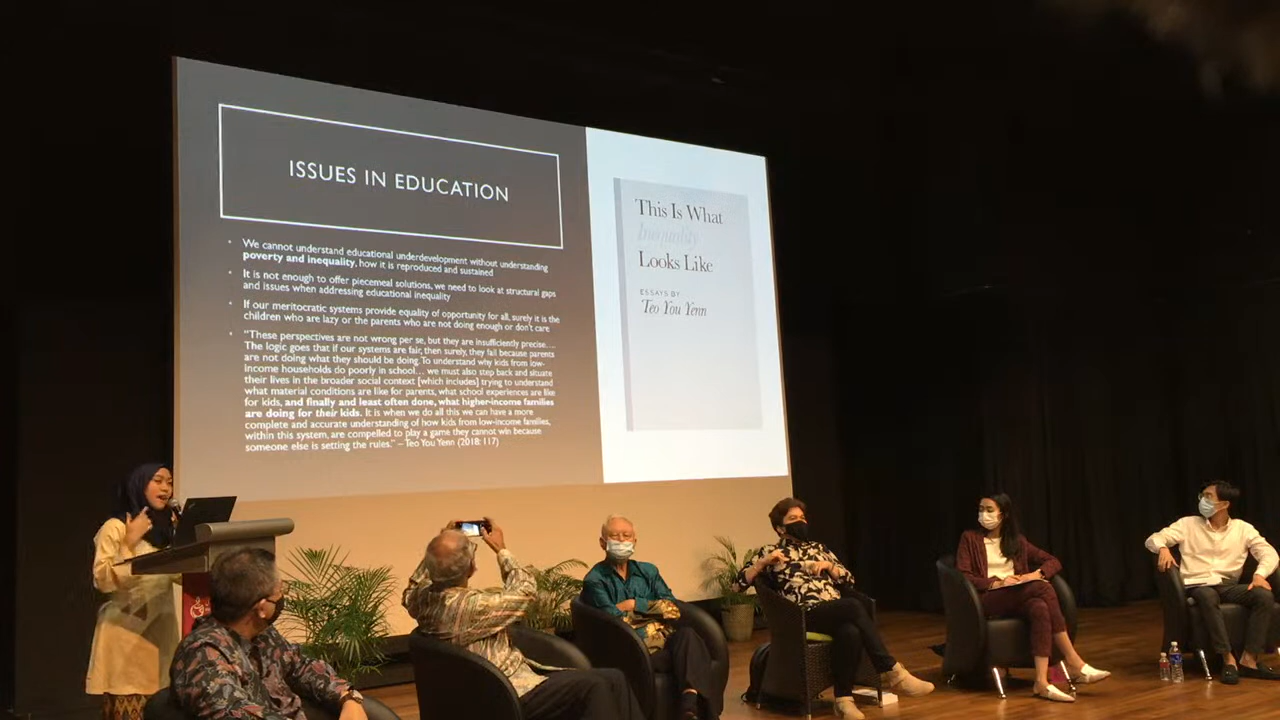 ISSUES IN EDUCATION
• We cannot understand educational underdevelopment without understanding
poverty and inequality, how it is reproduced and sustained
• It is not enough to offer piecemeal solutions, we need to look at structural gaps
and issues when addressing educational inequality
• If our meritocratic systems provide equality of opportunity for all, surely it is the
children who are lazy or the parents who are not doing enough or don't care
• "These perspectives are not wrong per se, but they are insufficiently precise….
The logic goes that if our systems are fair, then surely, they fail because parents
are not doing what they should be doing. To understand why kids from low-
income households do poorly in school… we must also step back and situate
their lives in the broader social context [which includes] trying to understand
what material conditions are like for parents, what school experiences are like
for kids, and finally and least often done, what higher-income families
are doing for their kids. It is when we do all this we can have a more
complete and accurate understanding of how kids from low-income families,
within this system, are compelled to play a game they cannot win because
someone else is setting the rules." – Teo You Yenn (2018: 117)
This Is What
Inequality
Looks Like
ESSAYS BY
Teo You Yenn